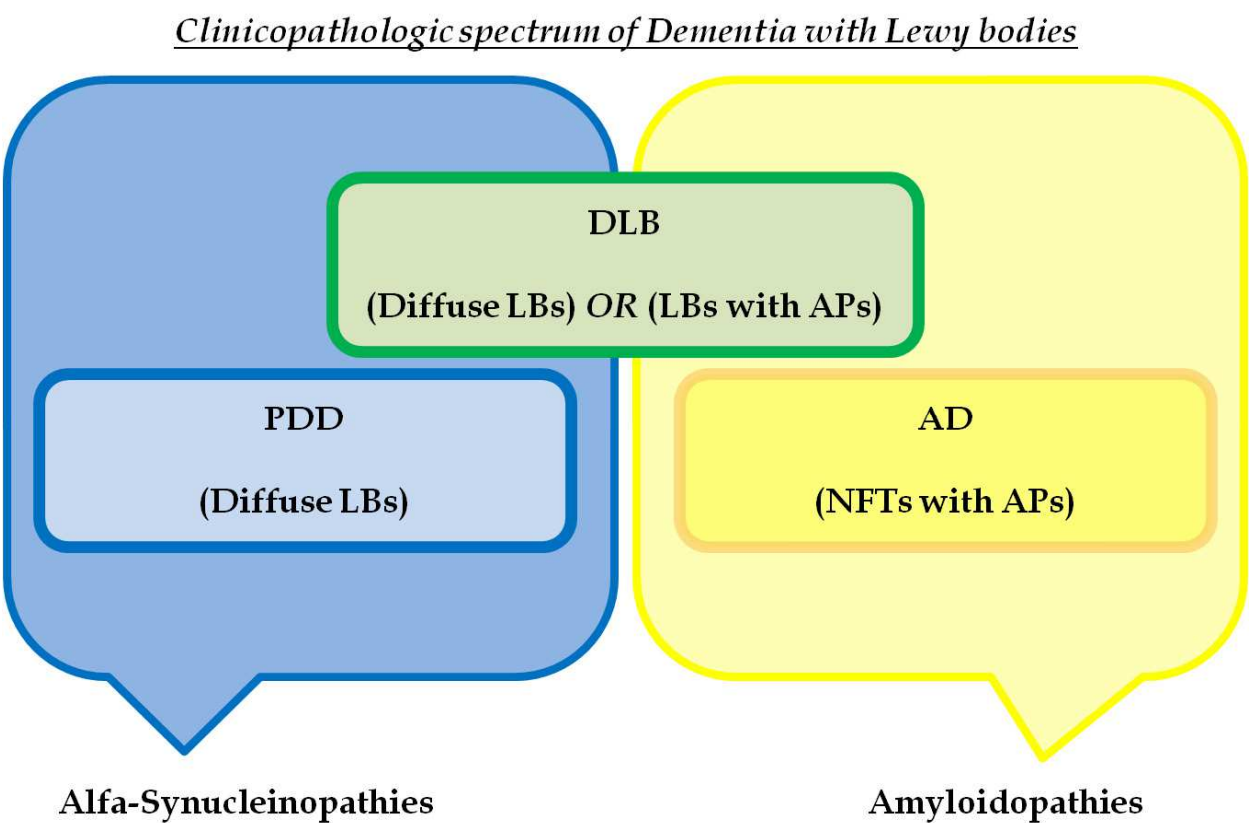 Clinicopathologic spectrum of Dementia with Lewy bodies
DLB
(Diffuse LBs) OR (LBs with APs)
PDD
(Diffuse LBs)
AD
(NFTs with APs)
Alfa-Synucleinopathies
Amyloidopathies